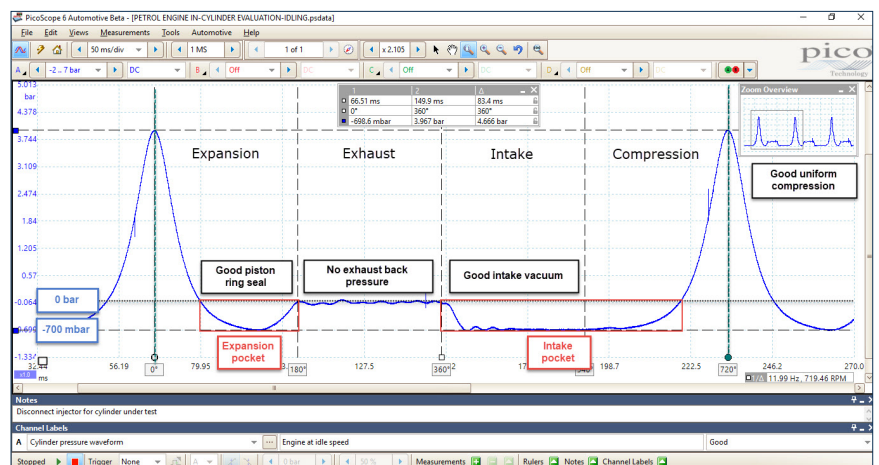 PicoScope 6 Automotive Beta - [PETROL ENGINE IN-CYLINDER EVALUATION-IDLING.psdata]
File Edit Views Measurements Tools Automotive Help
50 ms/div 1 MS 1 of 1 x 2.105
pico
Technology
A -2... 7 bar DC B Off DC C Off DC D Off DC
5.013
bar
4.378
3.744
3.109
2.474
1.84
1.205
0.57
-0.064
-1.334
1 2 Δ
66.51 ms 149.9 ms 83.4 ms
0° 360° 360°
-698.6 mbar 3.967 bar 4.666 bar
Zoom Overview
Expansion Exhaust Intake Compression
Good uniform
compression
Good piston
ring seal
No exhaust back
pressure
Good intake vacuum
0 bar
-700 mbar
Expansion
pocket
Intake
pocket
x1.0 ms
56.19 79.95 127.5 198.7 222.5 246.2 270.0
0° 180° 360° 720°
1/Δ 11.99 Hz, 719.46 RPM
Notes
Disconnect injector for cylinder under test
Channel Labels
A Cylinder pressure waveform ... Engine at idle speed Good
Stopped Trigger None A 0 bar 50 % Measurements Rulers Notes Channel Labels